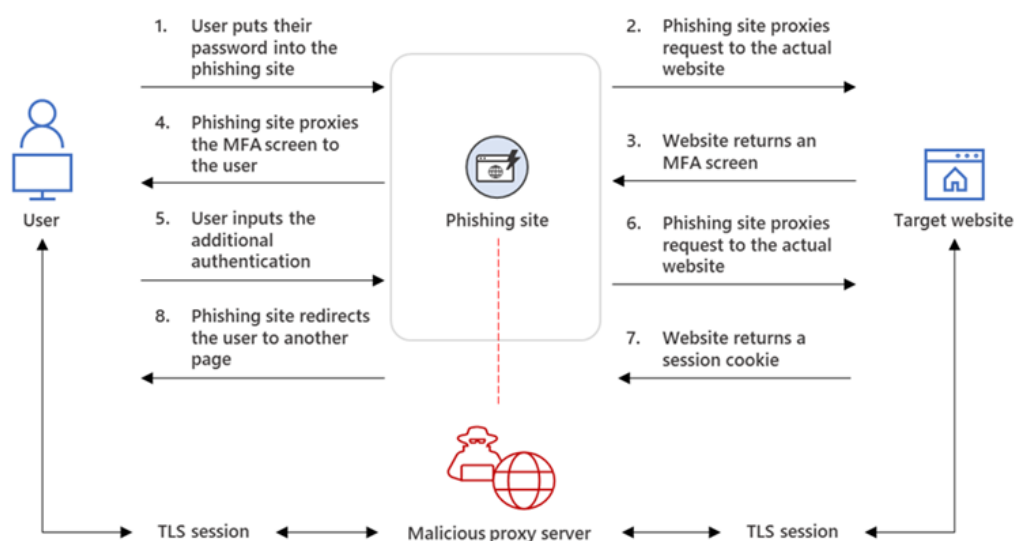 1. User puts their
password into the
phishing site
2. Phishing site proxies
request to the actual
website
4. Phishing site proxies
the MFA screen to
the user
3. Website returns an
MFA screen
User
Phishing site
Target website
5. User inputs the
additional
authentication
6. Phishing site proxies
request to the actual
website
8. Phishing site redirects
the user to another
page
7. Website returns a
session cookie
TLS session
Malicious proxy server
TLS session